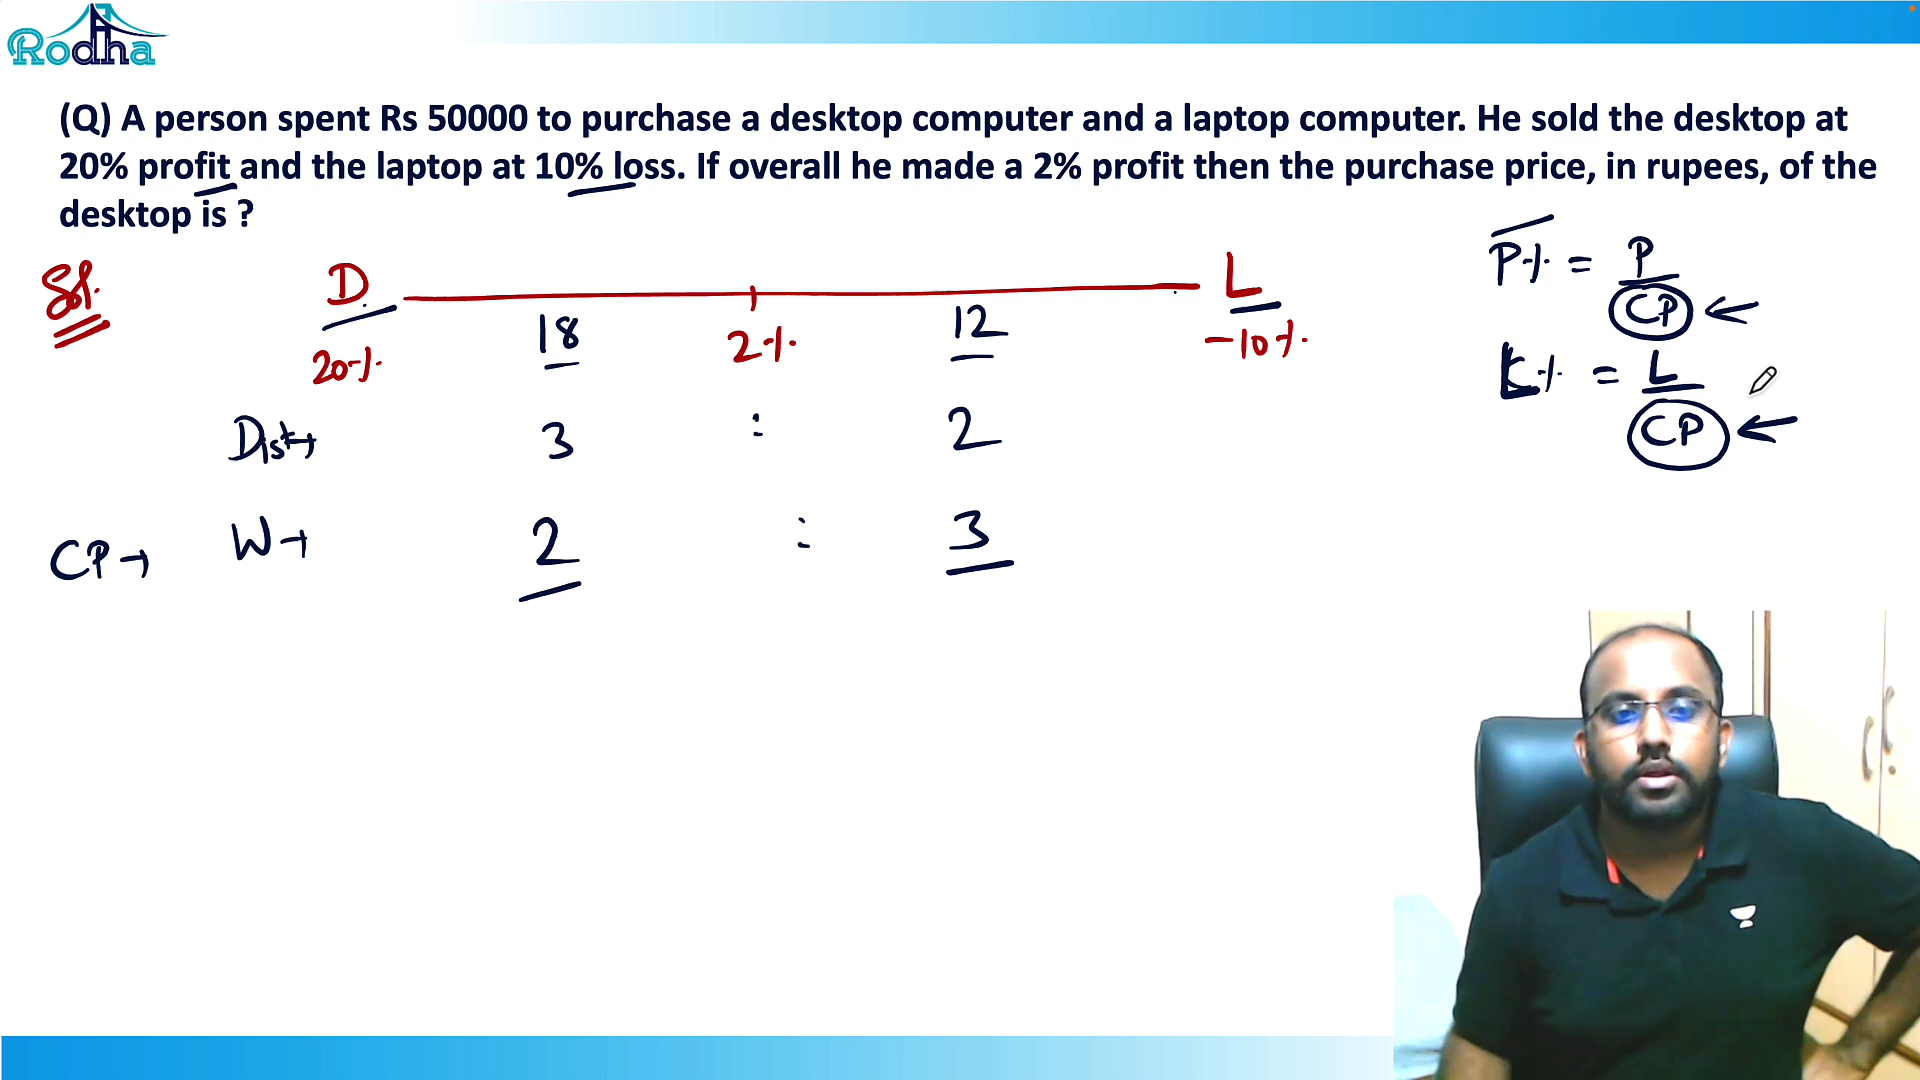 Rodha
(Q) A person spent Rs 50000 to purchase a desktop computer and a laptop computer. He sold the desktop at
20% profit and the laptop at 10% loss. If overall he made a 2% profit then the purchase price, in rupees, of the
desktop is ?
Sol.
D L
18 12
20% 2% -10%
Dist→ 3 : 2
CP→ W→ 2 : 3
P% = P/CP ←
L% = L/CP ←